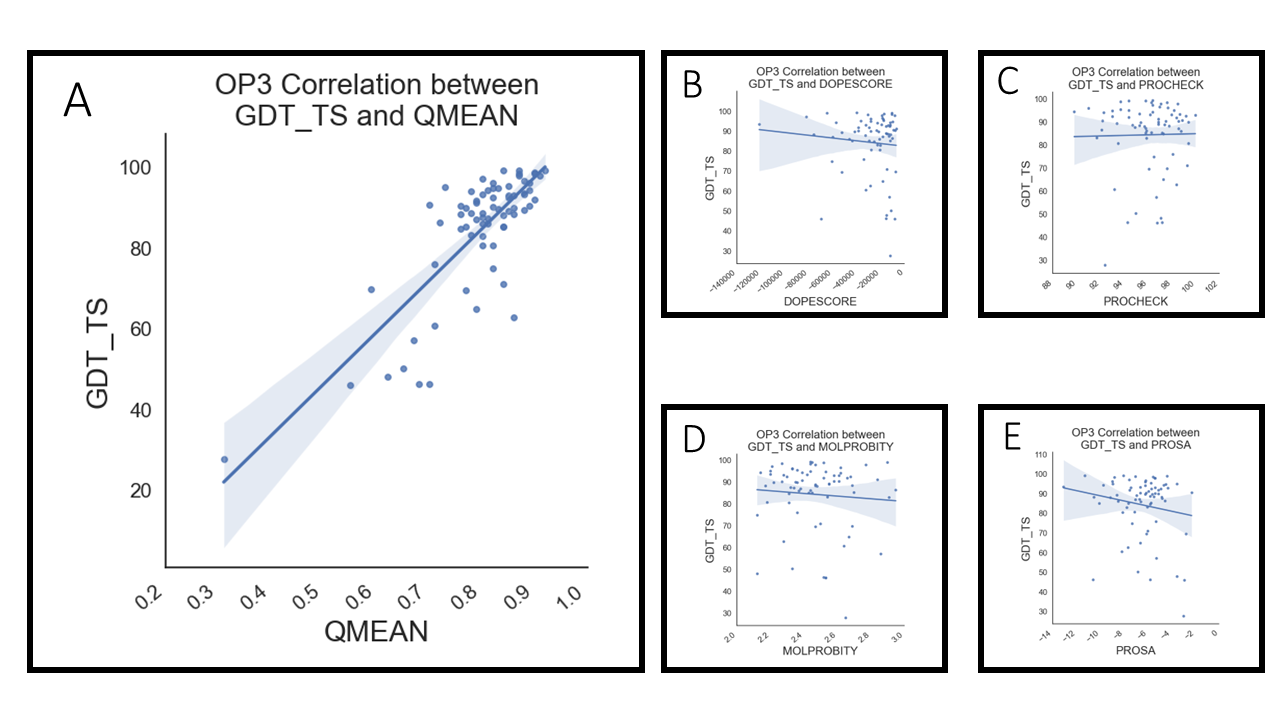 A
OP3 Correlation between
GDT_TS and QMEAN
100
80
60
40
20
GDT_TS
0.2 0.3 0.4 0.5 0.6 0.7 0.8 0.9 1.0
QMEAN
B
OP3 Correlation between
GDT_TS and DOPESCORE
100
90
80
70
60
50
40
30
GDT_TS
−140000 −120000 −100000 −80000 −60000 −40000 −20000 0
DOPESCORE
C
OP3 Correlation between
GDT_TS and PROCHECK
100
90
80
70
60
50
40
30
GDT_TS
88 90 92 94 96 98 100 102
PROCHECK
D
OP3 Correlation between
GDT_TS and MOLPROBITY
100
90
80
70
60
50
40
30
GDT_TS
2.0 2.2 2.4 2.6 2.8 3.0
MOLPROBITY
E
OP3 Correlation between
GDT_TS and PROSA
110
100
90
80
70
60
50
40
30
GDT_TS
−14 −12 −10 −8 −6 −4 −2 0
PROSA